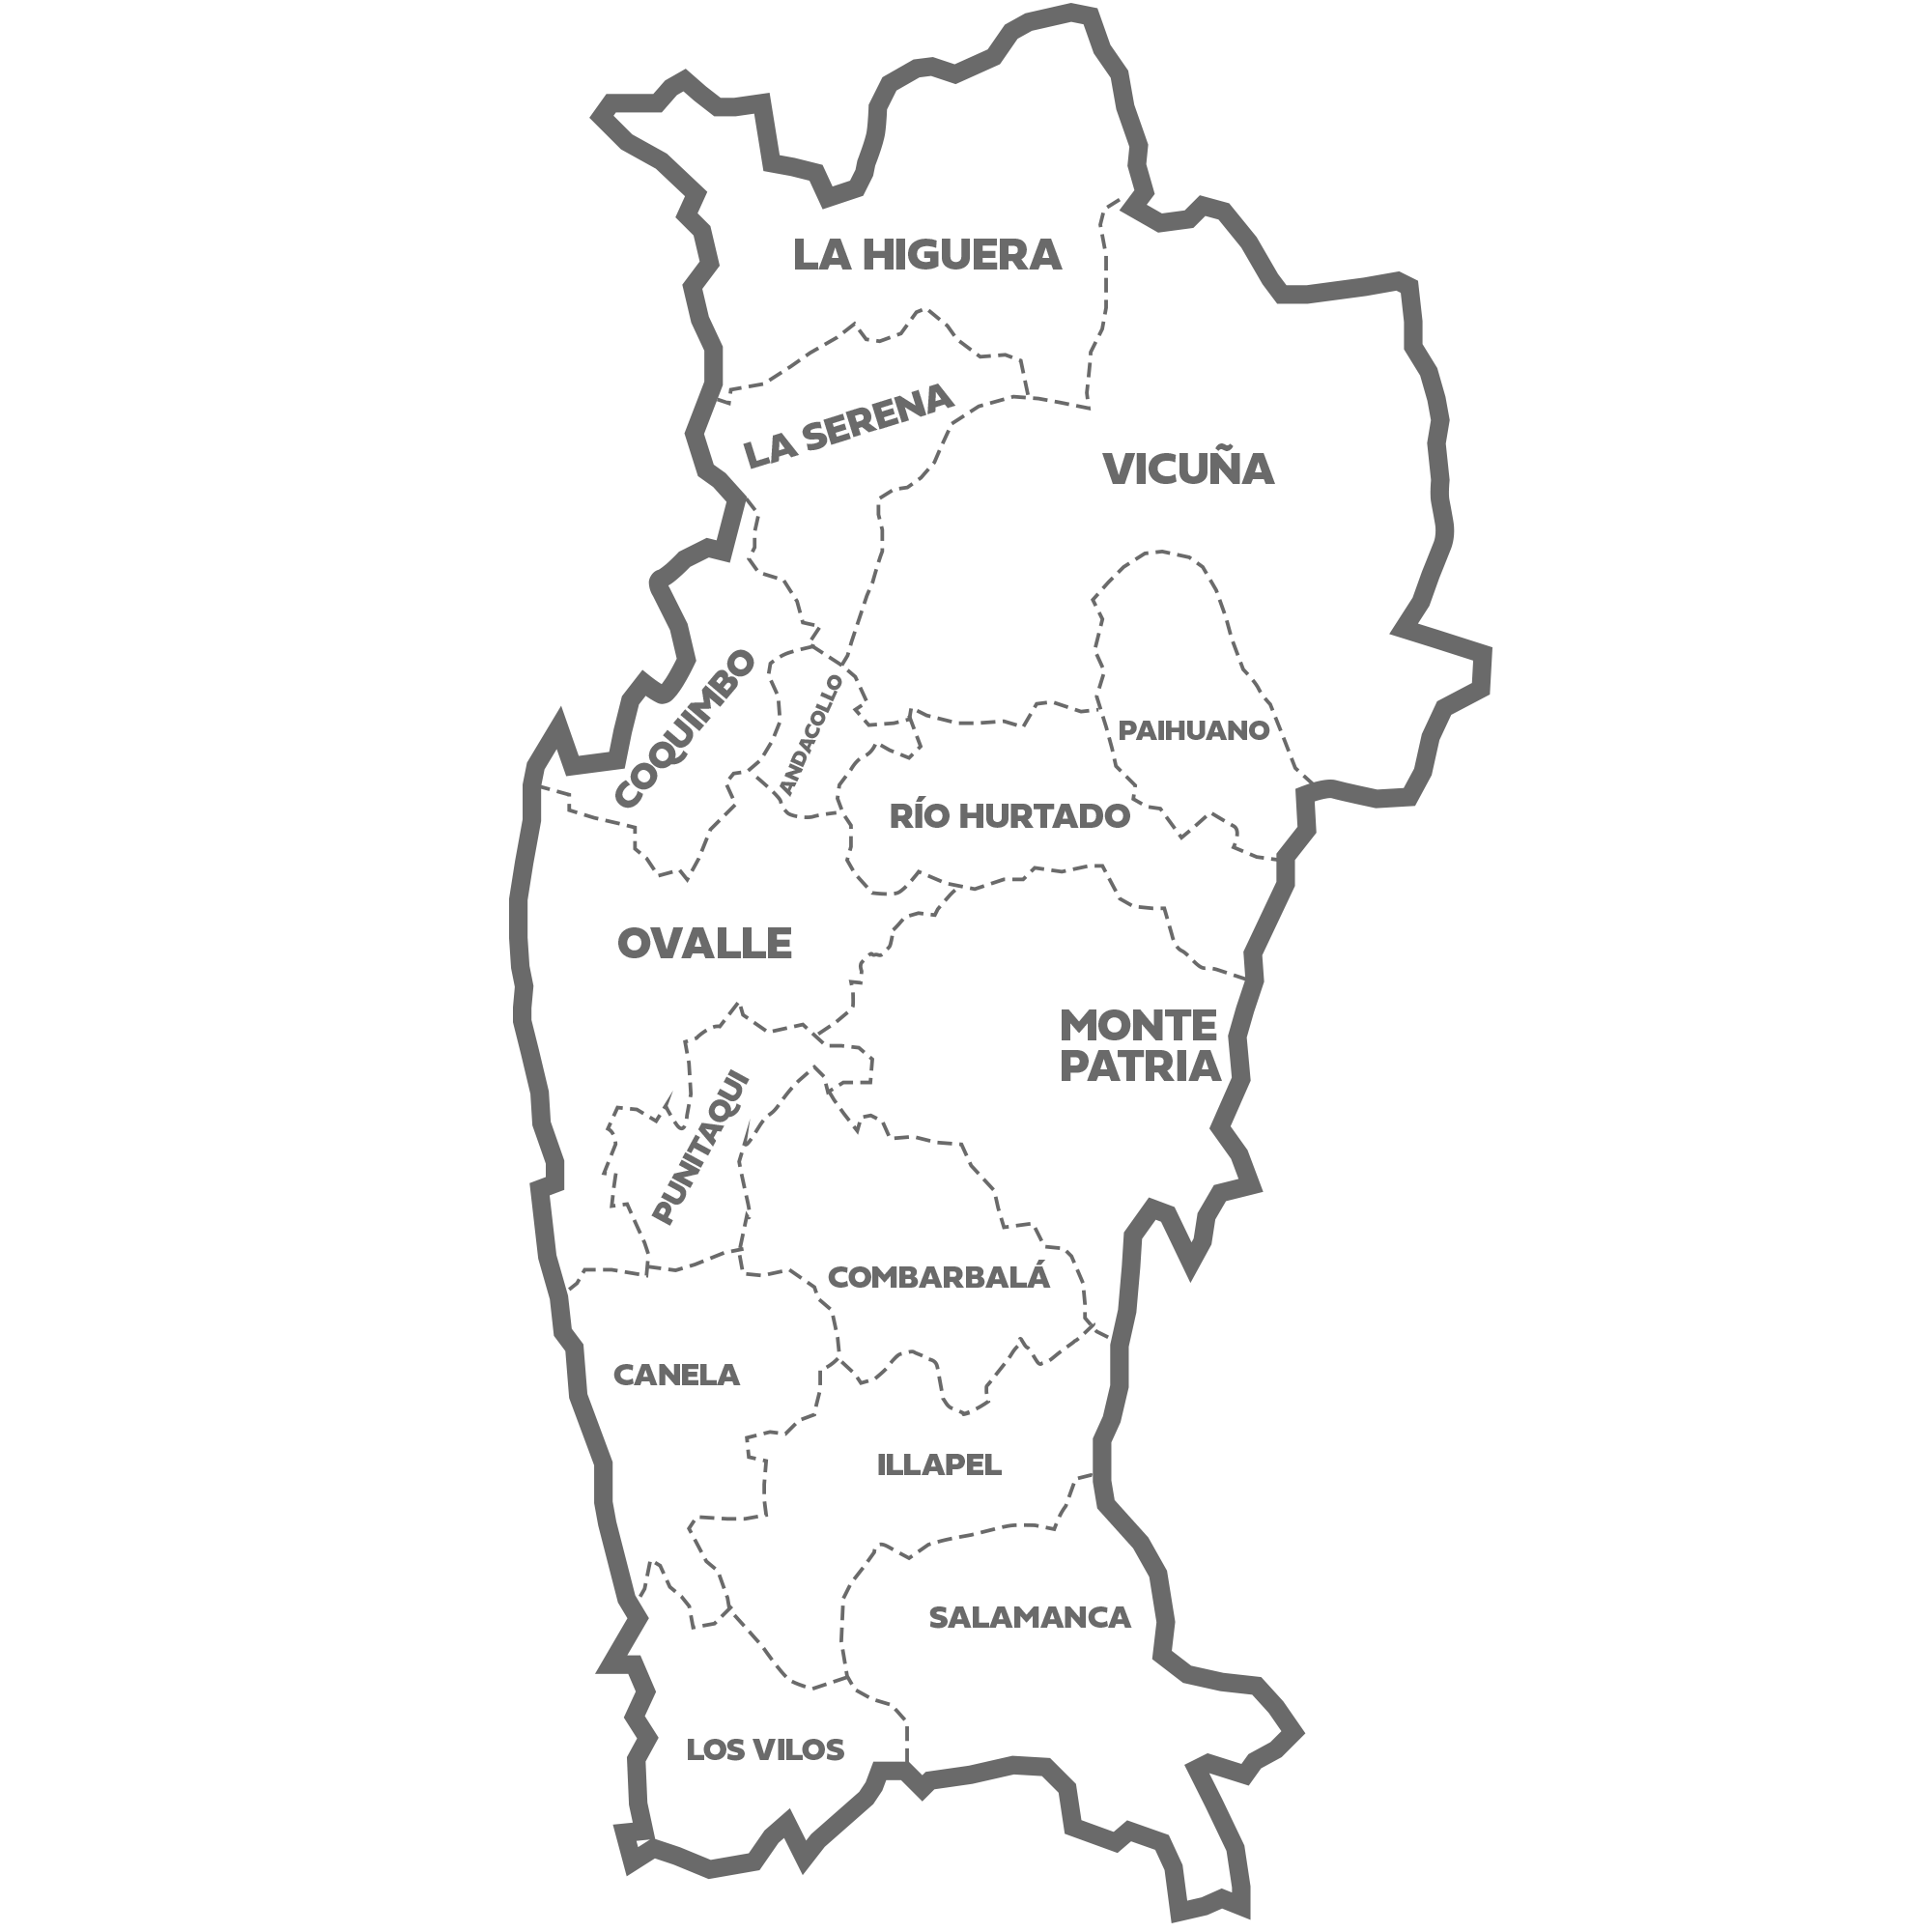 LA HIGUERA
LA SERENA
VICUÑA
COQUIMBO
ANDACOLLO
PAIHUANO
RÍO HURTADO
OVALLE
MONTE
PATRIA
PUNITAQUI
COMBARBALÁ
CANELA
ILLAPEL
SALAMANCA
LOS VILOS